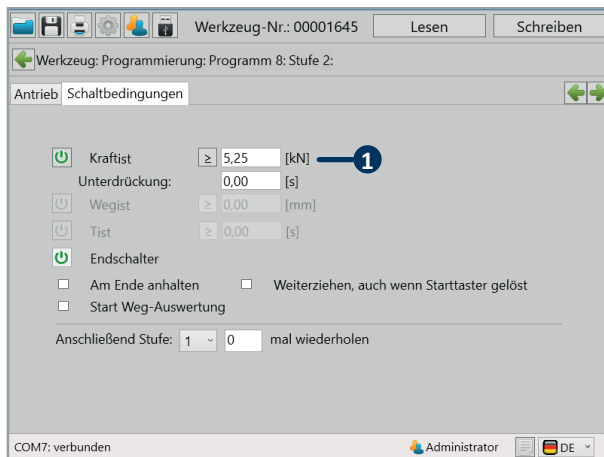 Werkzeug-Nr.: 00001645 Lesen Schreiben
Werkzeug: Programmierung: Programm 8: Stufe 2:
Antrieb Schaltbedingungen
Kraftist ≥ 5,25 [kN] 1
Unterdrückung: 0,00 [s]
Wegist ≥ 0,00 [mm]
Tist ≥ 0,00 [s]
Endschalter
Am Ende anhalten Weiterziehen, auch wenn Starttaster gelöst
Start Weg-Auswertung
Anschließend Stufe: 1 0 mal wiederholen
COM7: verbunden Administrator DE